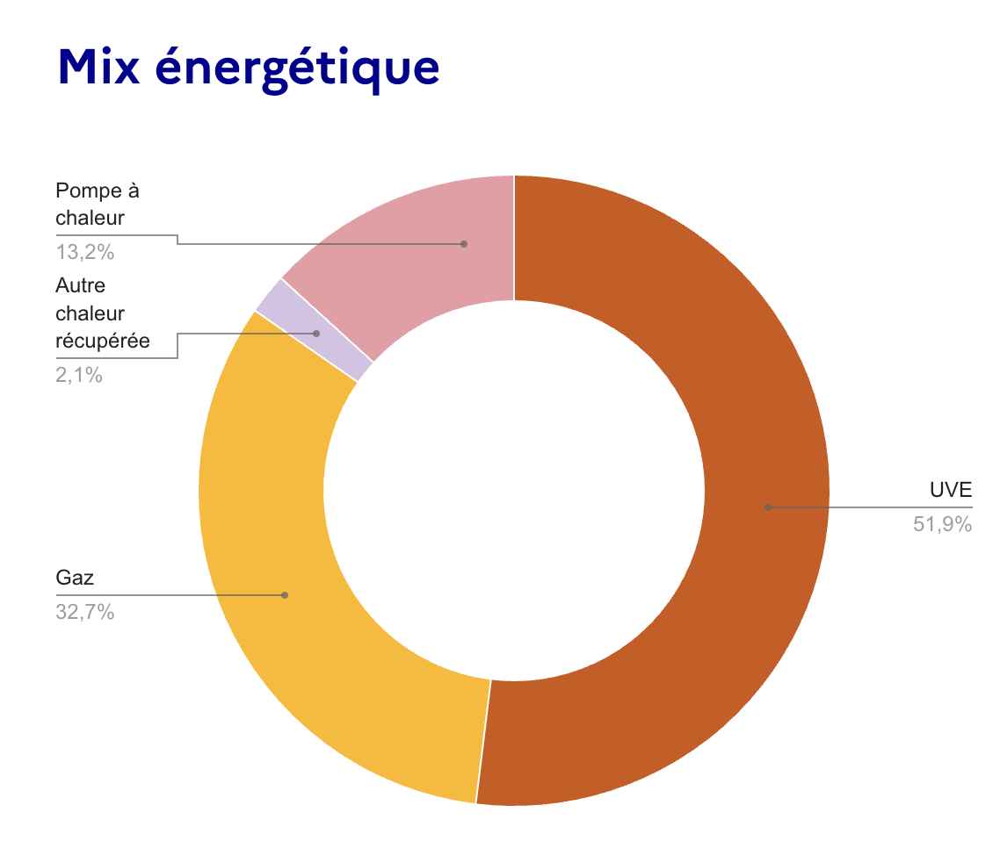 Mix énergétique
Pompe à
chaleur
13,2%
Autre
chaleur
récupérée
2,1%
UVE
51,9%
Gaz
32,7%